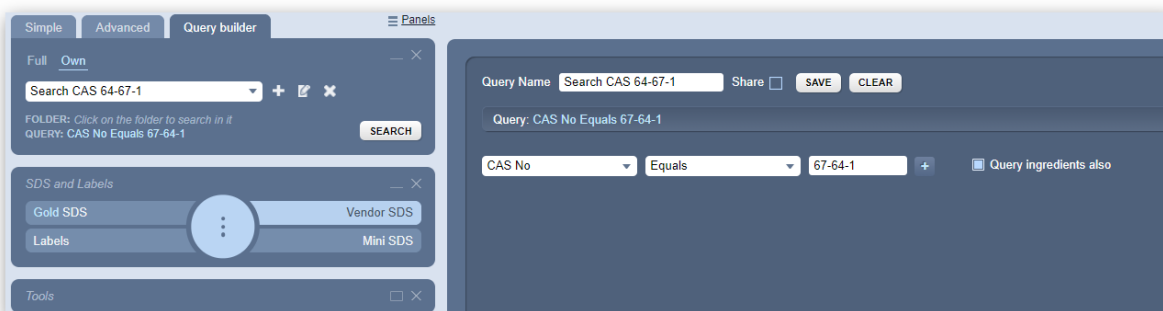 Simple Advanced Query builder Panels
Full Own
Search CAS 64-67-1
FOLDER: Click on the folder to search in it
QUERY: CAS No Equals 67-64-1
SEARCH
SDS and Labels
Gold SDS Vendor SDS
Labels Mini SDS
Tools
Query Name Search CAS 64-67-1 Share SAVE CLEAR
Query: CAS No Equals 67-64-1
CAS No Equals 67-64-1 + Query ingredients also